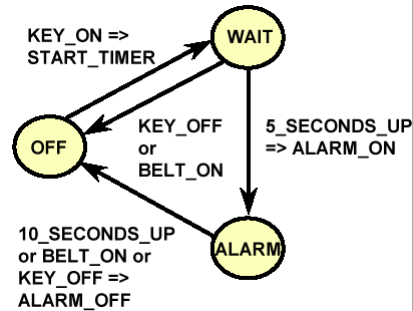 KEY_ON =>
START_TIMER
WAIT
OFF
KEY_OFF
or
BELT_ON
5_SECONDS_UP
=> ALARM_ON
10_SECONDS_UP
or BELT_ON or
KEY_OFF =>
ALARM_OFF
ALARM